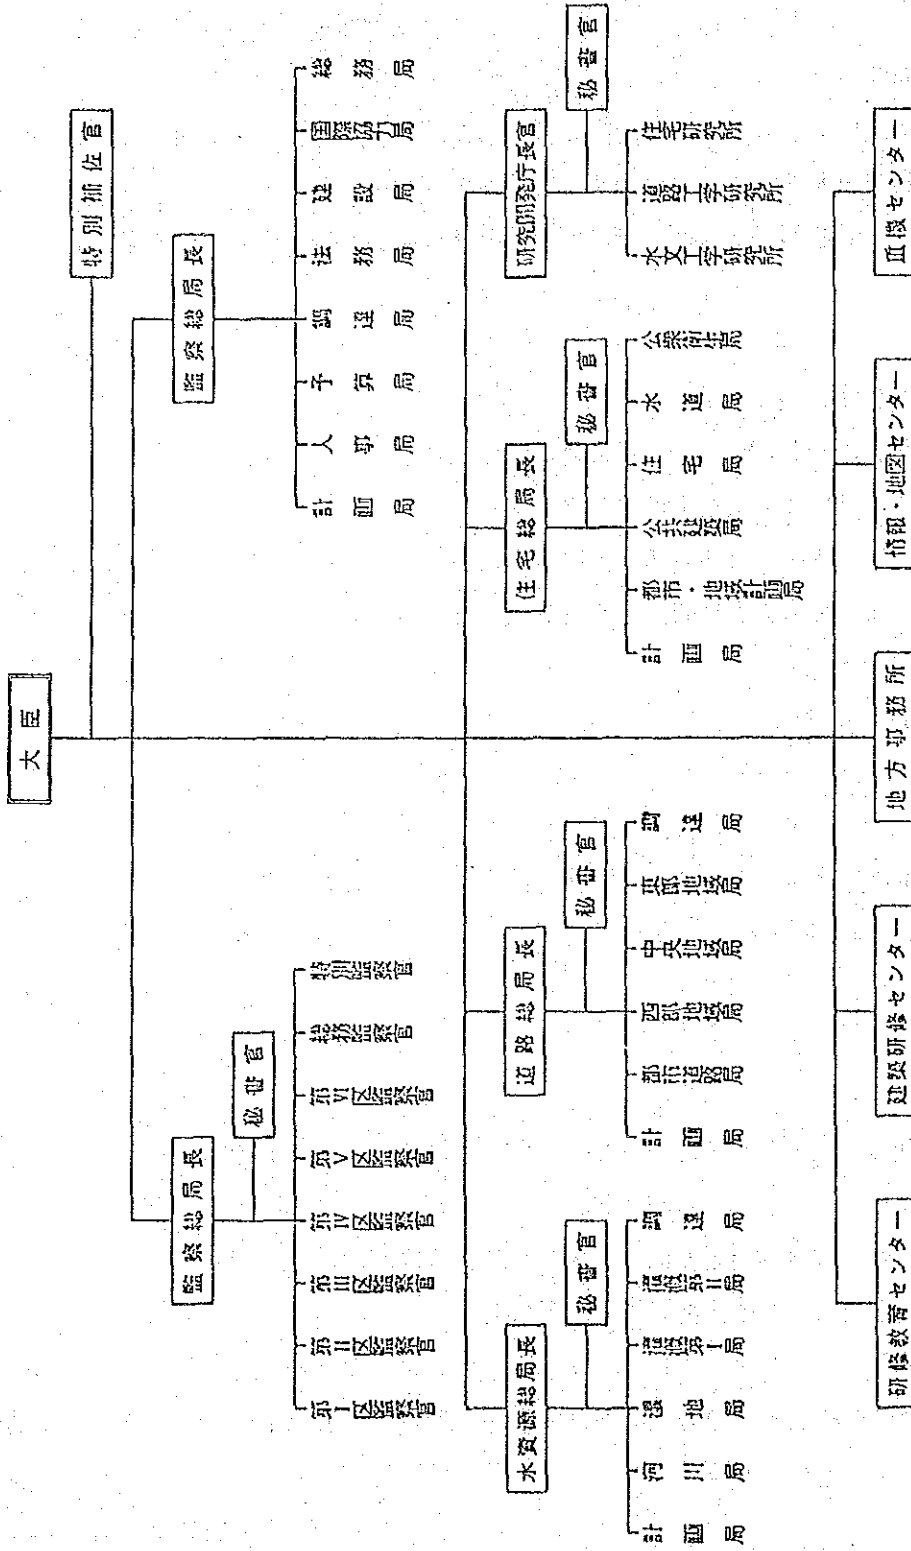 大臣
特別補佐官
監察総局長
秘書官
第I区監察官
第II区監察官
第III区監察官
第IV区監察官
第V区監察官
第VI区監察官
総務監察官
特別監察官
監察総局長
計画局
人事局
予算局
調達局
法務局
建設局
国際協力局
総務局
水資源総局長
秘書官
計画局
河川局
湿地局
灌漑第I局
灌漑第II局
調達局
道路総局長
秘書官
計画局
都市道路局
西部地域局
中央地域局
東部地域局
調達局
住宅総局長
秘書官
計画局
都市・地域計画局
公共建築局
住宅局
水道局
公衆衛生局
研究開発庁長官
秘書官
水文工学研究所
道路工学研究所
住宅研究所
研修教育センター
建築研修センター
地方事務所
情報・地図センター
重機センター